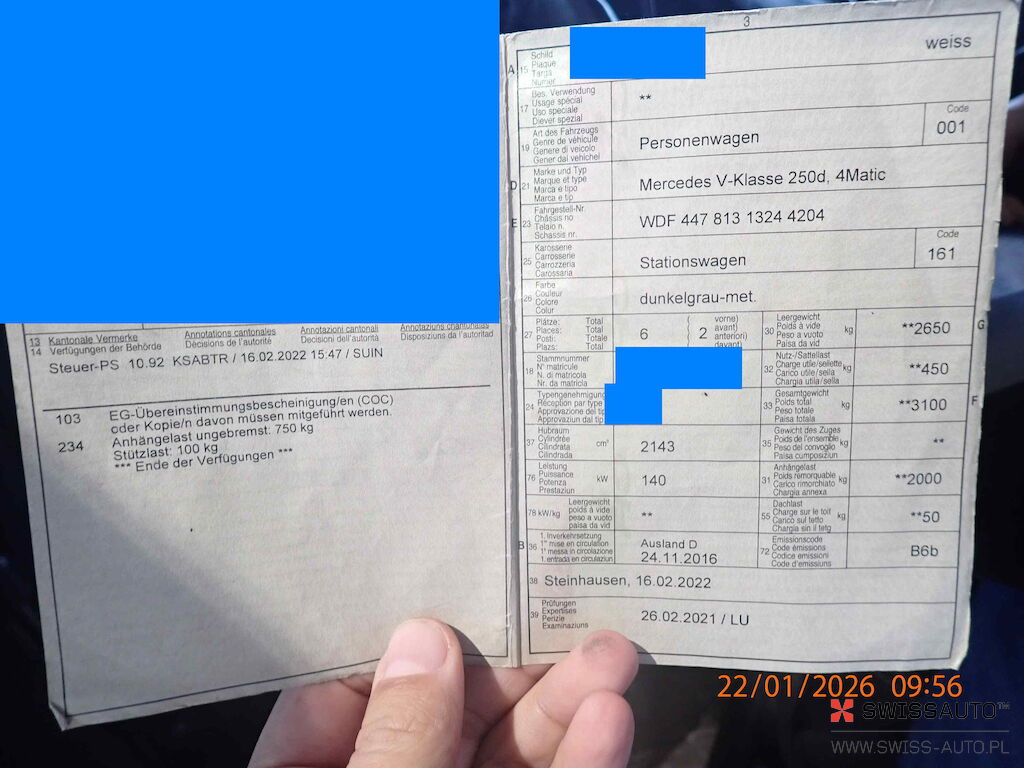 3
A 15 Schild
Plaque
Targa
Numer
weiss
17 Bes. Verwendung
Usage spécial
Uso speciale
Diever spezial
**
19 Art des Fahrzeugs
Genre de véhicule
Genere di veicolo
Gener dal vehichel
Personenwagen
Code
001
D 21 Marke und Typ
Marque et type
Marca e tipo
Marca e tip
Mercedes V-Klasse 250d, 4Matic
E 23 Fahrgestell-Nr.
Châssis no
Telaio n.
Schassis nr.
WDF 447 813 1324 4204
25 Karosserie
Carrosserie
Carrozzeria
Carossaria
Stationswagen
Code
161
26 Farbe
Couleur
Colore
Color
dunkelgrau-met.
27 Plätze: Total
Places: Total
Posti: Totale
Plazs: Total
6 ( 2 vorne)
( avant)
( anteriori)
( davant)
30 Leergewicht
Poids à vide
Peso a vuoto
Paisa da vid
kg
**2650
G
18 Stammnummer
N° matricule
N. di matricola
Nr. da matricla
32 Nutz-/Sattellast
Charge utile/sellette
Carico utile/sella
Chargia utila/sella
kg
**450
24 Typengenehmigung
Réception par type
Approvazione del tip
Approvaziun dal tip
33 Gesamtgewicht
Poids total
Peso totale
Paisa totala
kg
**3100
F
37 Hubraum
Cylindrée
Cilindrata
Cilindrada
cm³
2143
35 Gewicht des Zuges
Poids de l'ensemble
Peso del convoglio
Paisa cumposiziun
kg
**
76 Leistung
Puissance
Potenza
Prestaziun
kW
140
31 Anhängelast
Poids remorquable
Carico rimorchiato
Chargia annexa
kg
**2000
78 kW/kg
Leergewicht
poids à vide
peso a vuoto
paisa da vid
**
55 Dachlast
Charge sur le toit
Carico sul tetto
Chargia sin il tetg
kg
**50
B 36 1. Inverkehrsetzung
1re mise en circulation
1a messa in circolazione
1. entrada en circulaziun
Ausland D
24.11.2016
72 Emissionscode
Code émissions
Codice emissioni
Code d'emissiuns
B6b
38 Steinhausen, 16.02.2022
39 Prüfungen
Expertises
Perizie
Examinaziuns
26.02.2021 / LU
13 Kantonale Vermerke
14 Verfügungen der Behörde
Annotations cantonales
Décisions de l'autorité
Annotazioni cantonali
Decisioni dell'autorità
Annotaziuns chantunalas
Disposiziuns da l'autoritad
Steuer-PS 10.92 KSABTR / 16.02.2022 15:47 / SUIN
103 EG-Übereinstimmungsbescheinigung/en (COC)
oder Kopie/n davon müssen mitgeführt werden.
234 Anhängelast ungebremst: 750 kg
Stützlast: 100 kg
*** Ende der Verfügungen ***
22/01/2026 09:56
SWISSAUTO™
WWW.SWISS-AUTO.PL